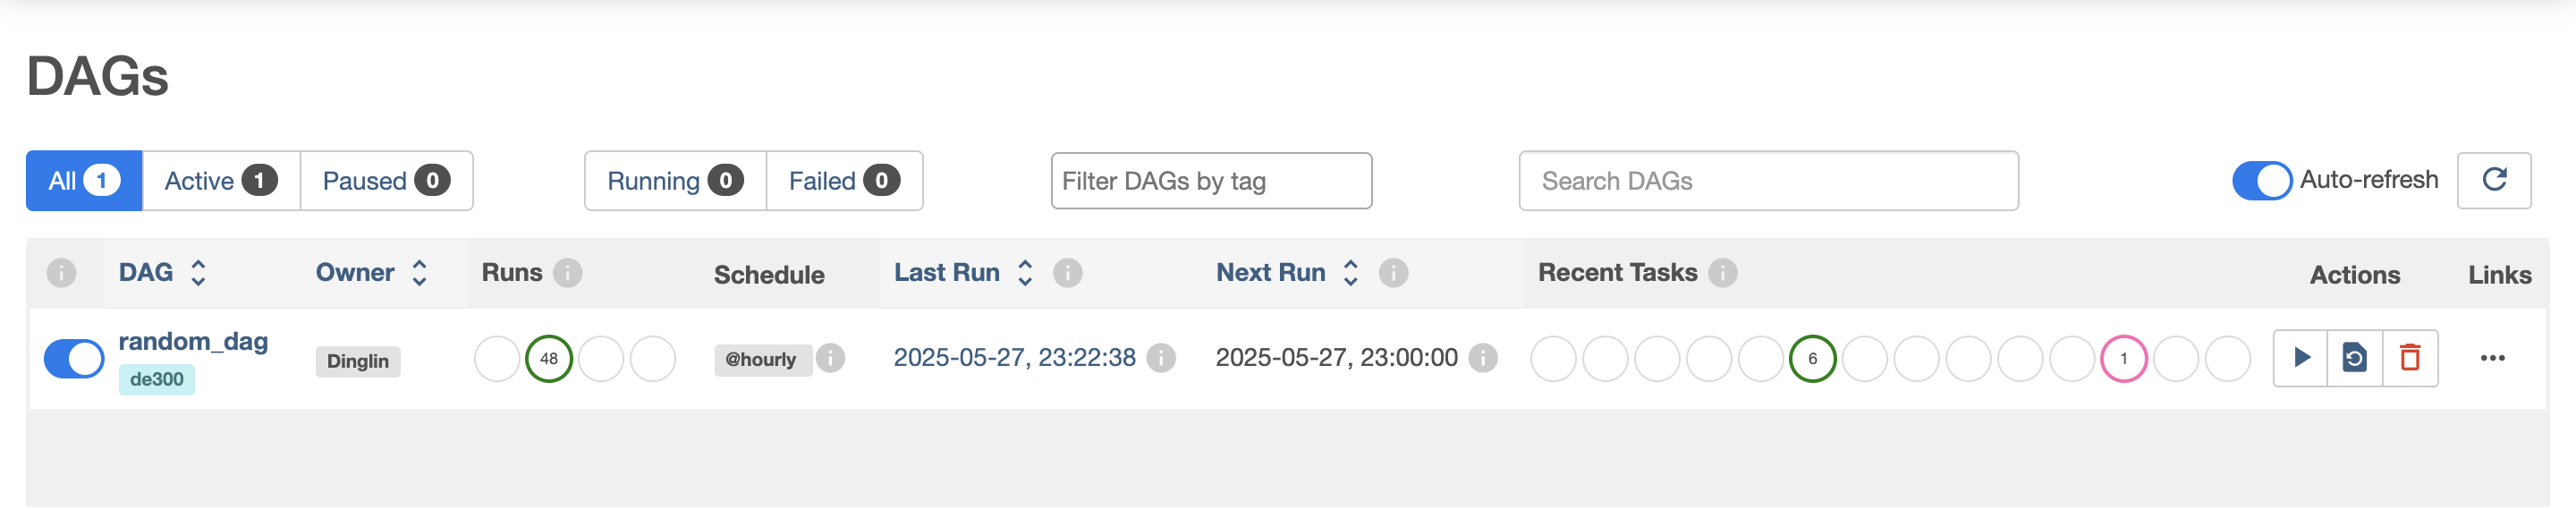 DAGs
All 1 Active 1 Paused 0 Running 0 Failed 0 Filter DAGs by tag Search DAGs Auto-refresh
DAG Owner Runs Schedule Last Run Next Run Recent Tasks Actions Links
random_dag Dinglin 48 @hourly 2025-05-27, 23:22:38 2025-05-27, 23:00:00 6 1
de300